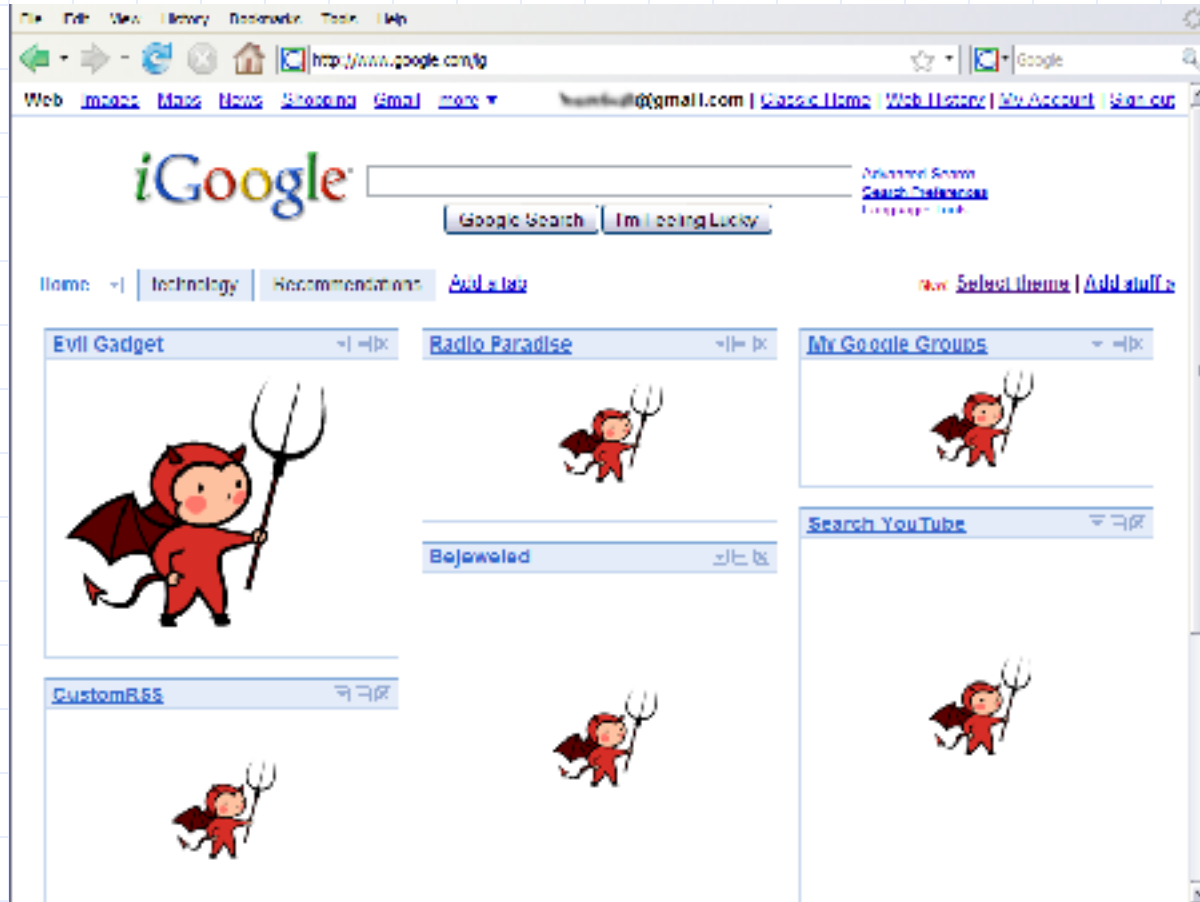 File Edit View History Bookmarks Tools Help
http://www.google.com/ig
Google
Web Images Maps News Shopping Gmail more ▼ @gmail.com | Classic Home | Web History | My Account | Sign out
iGoogle
Advanced Search
Search Preferences
Language Tools
Google Search I'm Feeling Lucky
Home Technology Recommendations Add a tab New! Select theme | Add stuff »
Evil Gadget
Radio Paradise
My Google Groups
Search YouTube
Bejeweled
CustomRSS